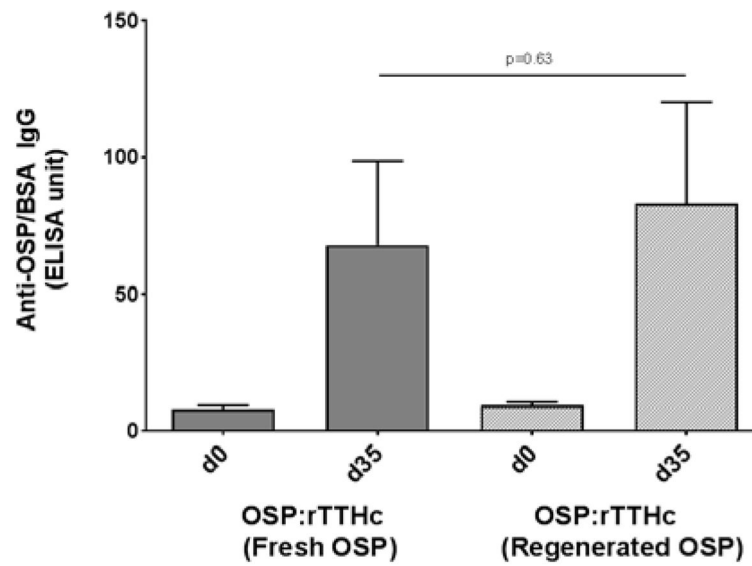 150
p=0.63
100
50
0
Anti-OSP/BSA IgG
(ELISA unit)
d0
d35
d0
d35
OSP:rTTHc
(Fresh OSP)
OSP:rTTHc
(Regenerated OSP)